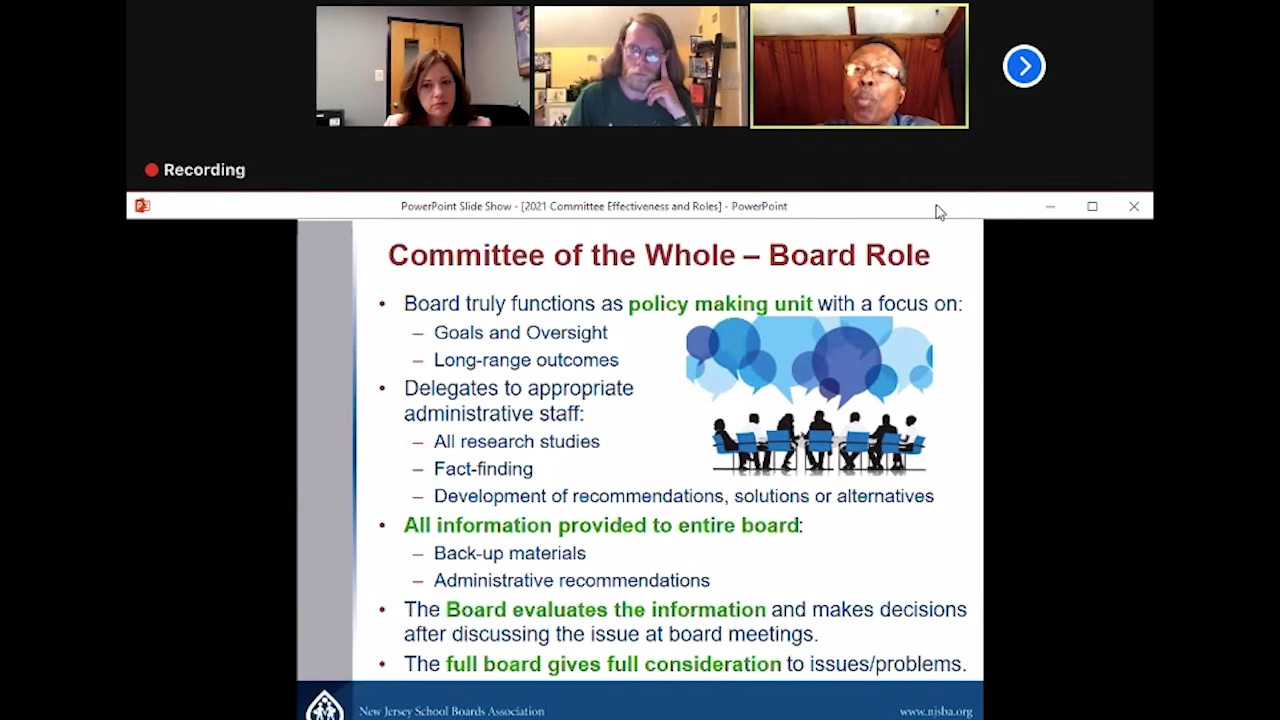 Recording
PowerPoint Slide Show - [2021 Committee Effectiveness and Roles] - PowerPoint
Committee of the Whole – Board Role
• Board truly functions as policy making unit with a focus on:
– Goals and Oversight
– Long-range outcomes
• Delegates to appropriate
administrative staff:
– All research studies
– Fact-finding
– Development of recommendations, solutions or alternatives
• All information provided to entire board:
– Back-up materials
– Administrative recommendations
• The Board evaluates the information and makes decisions
after discussing the issue at board meetings.
• The full board gives full consideration to issues/problems.
New Jersey School Boards Association
www.njsba.org